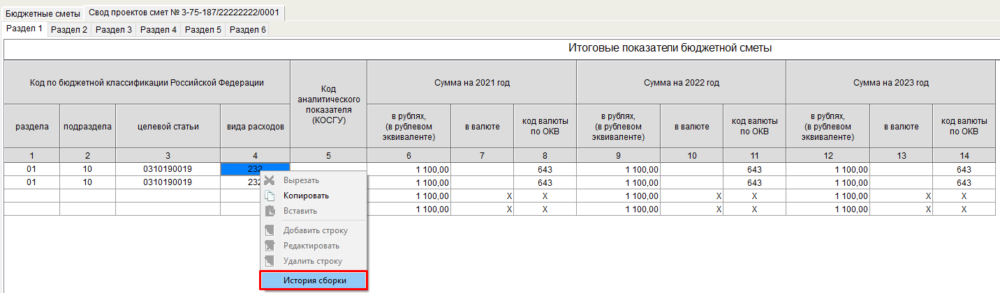 Бюджетные сметы Свод проектов смет № 3-75-187/22222222/0001
Раздел 1 Раздел 2 Раздел 3 Раздел 4 Раздел 5 Раздел 6
Итоговые показатели бюджетной сметы
Код по бюджетной классификации Российской Федерации
Код
аналитического
показателя
(КОСГУ)
Сумма на 2021 год Сумма на 2022 год Сумма на 2023 год
раздела подраздела целевой статьи вида расходов
в рублях,
(в рублевом
эквиваленте)
в валюте
код валюты
по ОКВ
в рублях,
(в рублевом
эквиваленте)
в валюте
код валюты
по ОКВ
в рублях,
(в рублевом
эквиваленте)
в валюте
код валюты
по ОКВ
1 2 3 4 5 6 7 8 9 10 11 12 13 14
01 10 0310190019 232 1 100,00 643 1 100,00 643 1 100,00 643
01 10 0310190019 232 1 100,00 643 1 100,00 643 1 100,00 643
1 100,00 X X 1 100,00 X X 1 100,00 X X
1 100,00 X X 1 100,00 X X 1 100,00 X X
Вырезать
Копировать
Вставить
Добавить строку
Редактировать
Удалить строку
История сборки